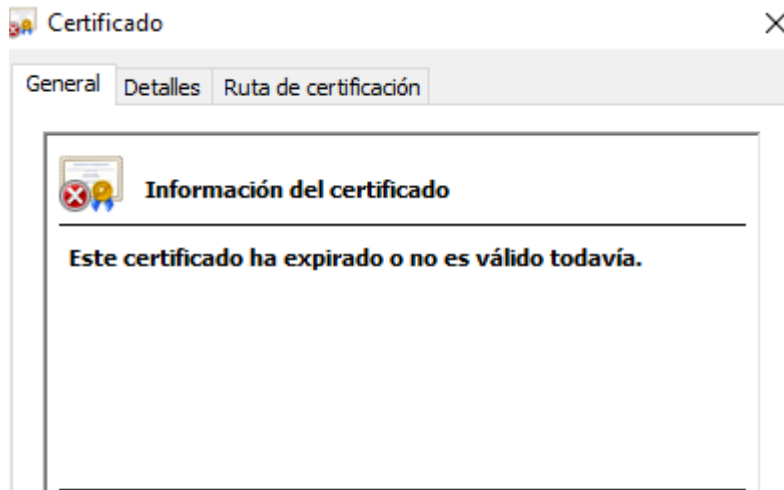 Certificado
General Detalles Ruta de certificación
Información del certificado
Este certificado ha expirado o no es válido todavía.